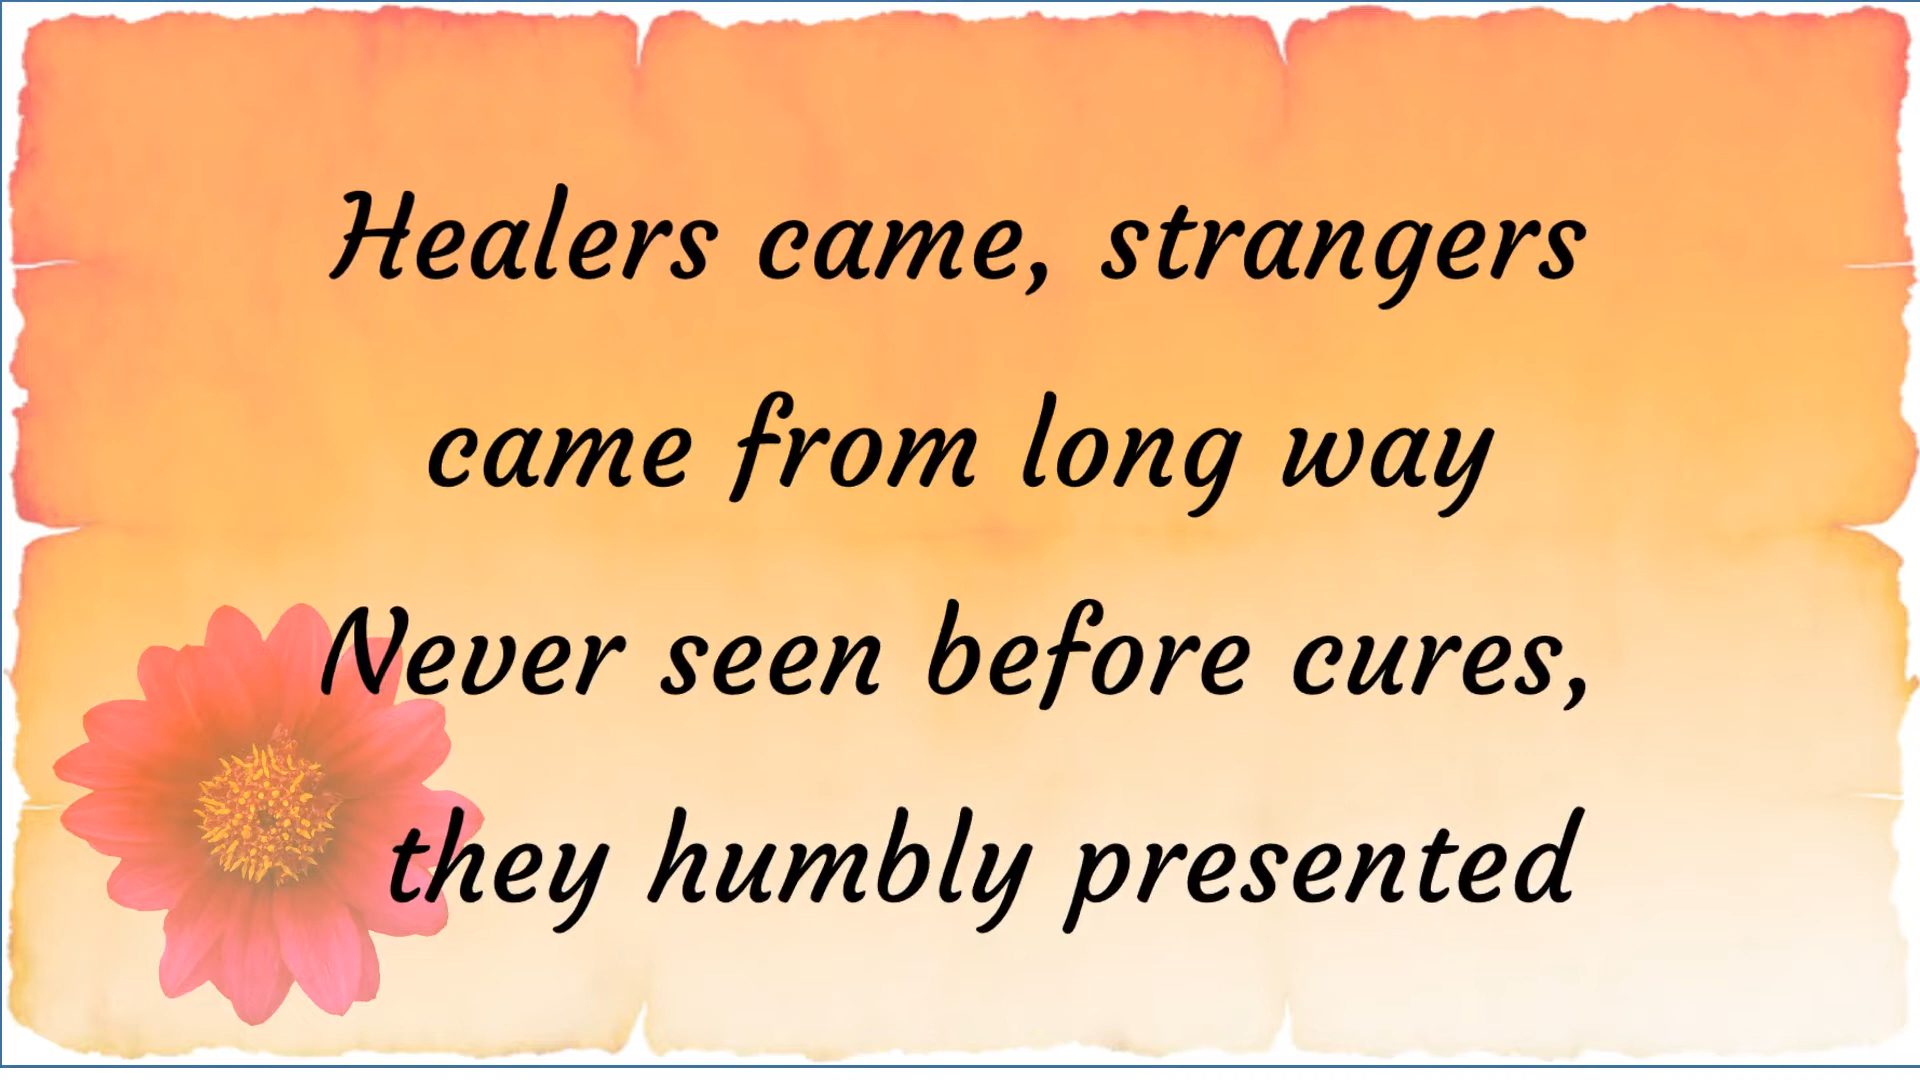 Healers came, strangers
came from long way
Never seen before cures,
they humbly presented